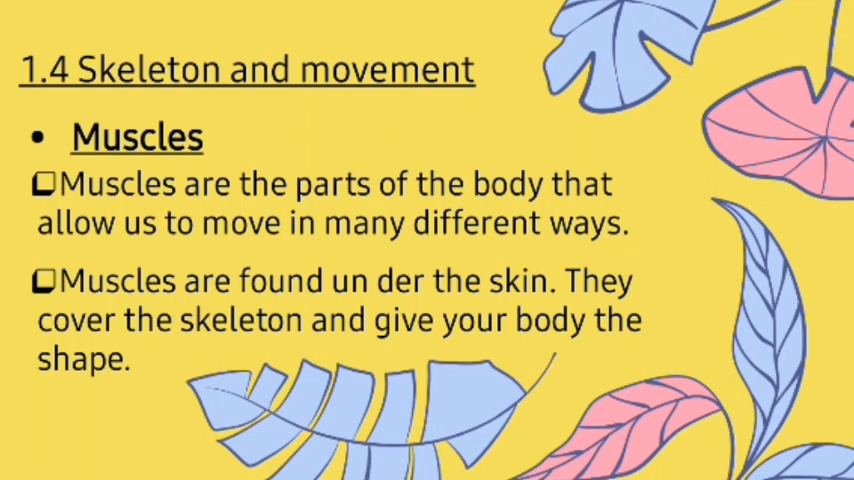 1.4 Skeleton and movement
• Muscles
❑Muscles are the parts of the body that
allow us to move in many different ways.
❑Muscles are found un der the skin. They
cover the skeleton and give your body the
shape.